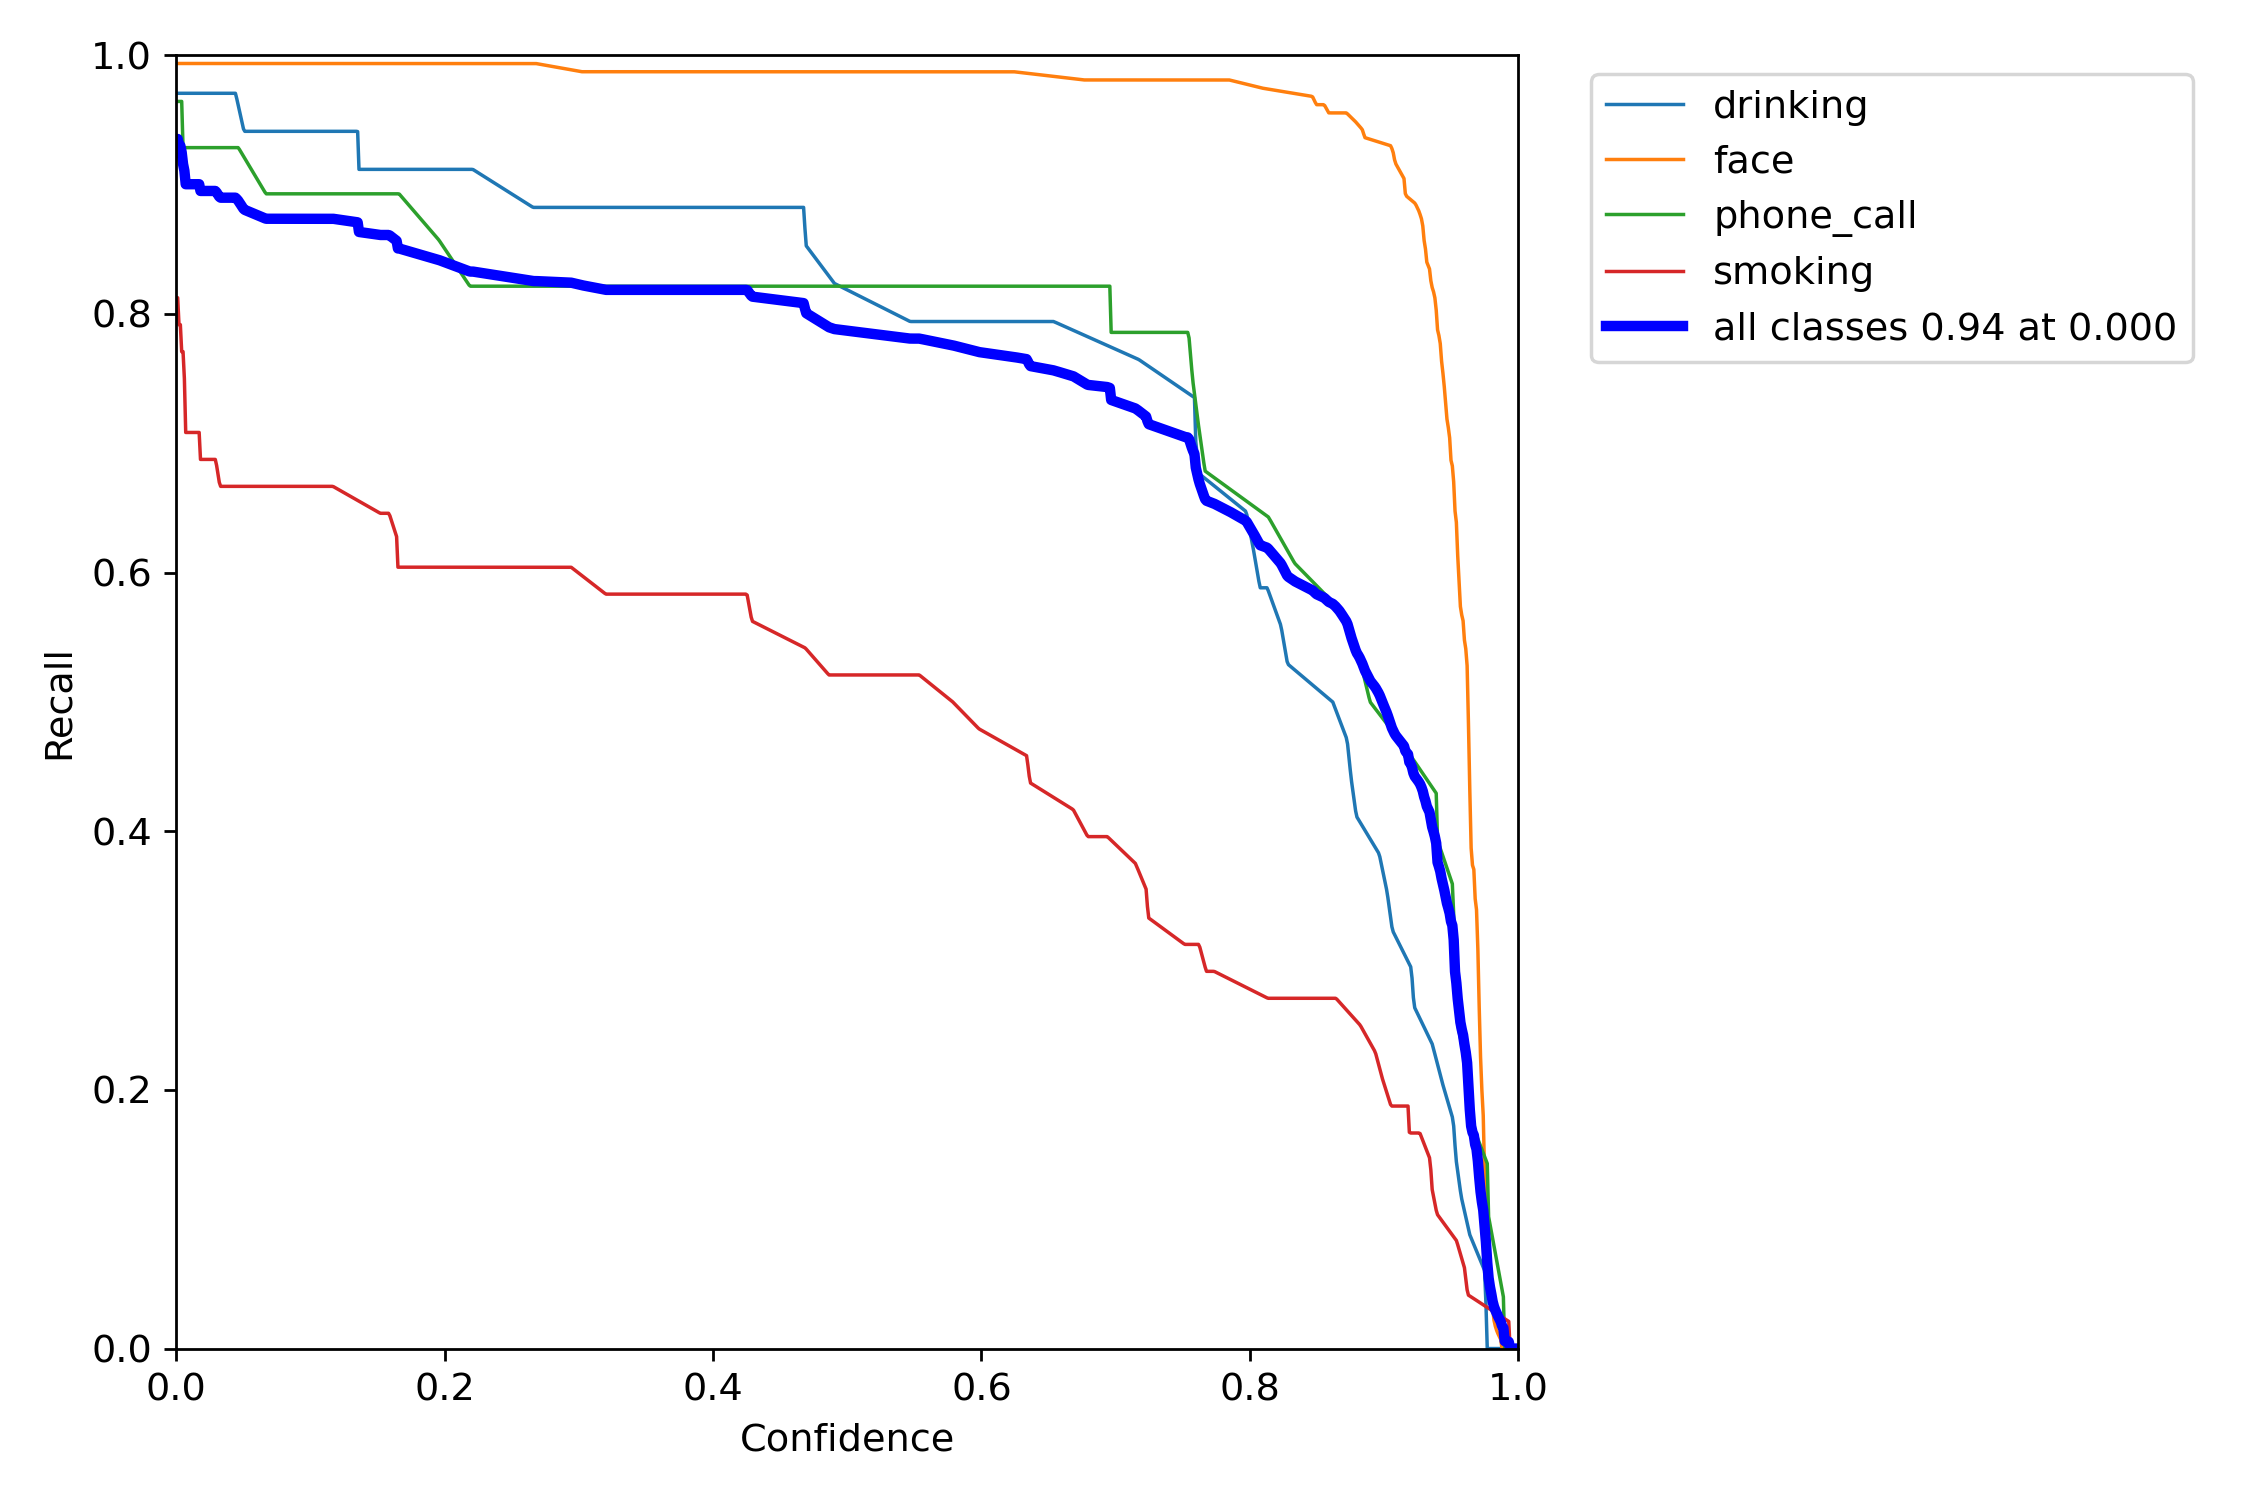 1.0
0.8
0.6
0.4
0.2
0.0
Recall
0.0 0.2 0.4 0.6 0.8 1.0
Confidence
drinking
face
phone_call
smoking
all classes 0.94 at 0.000